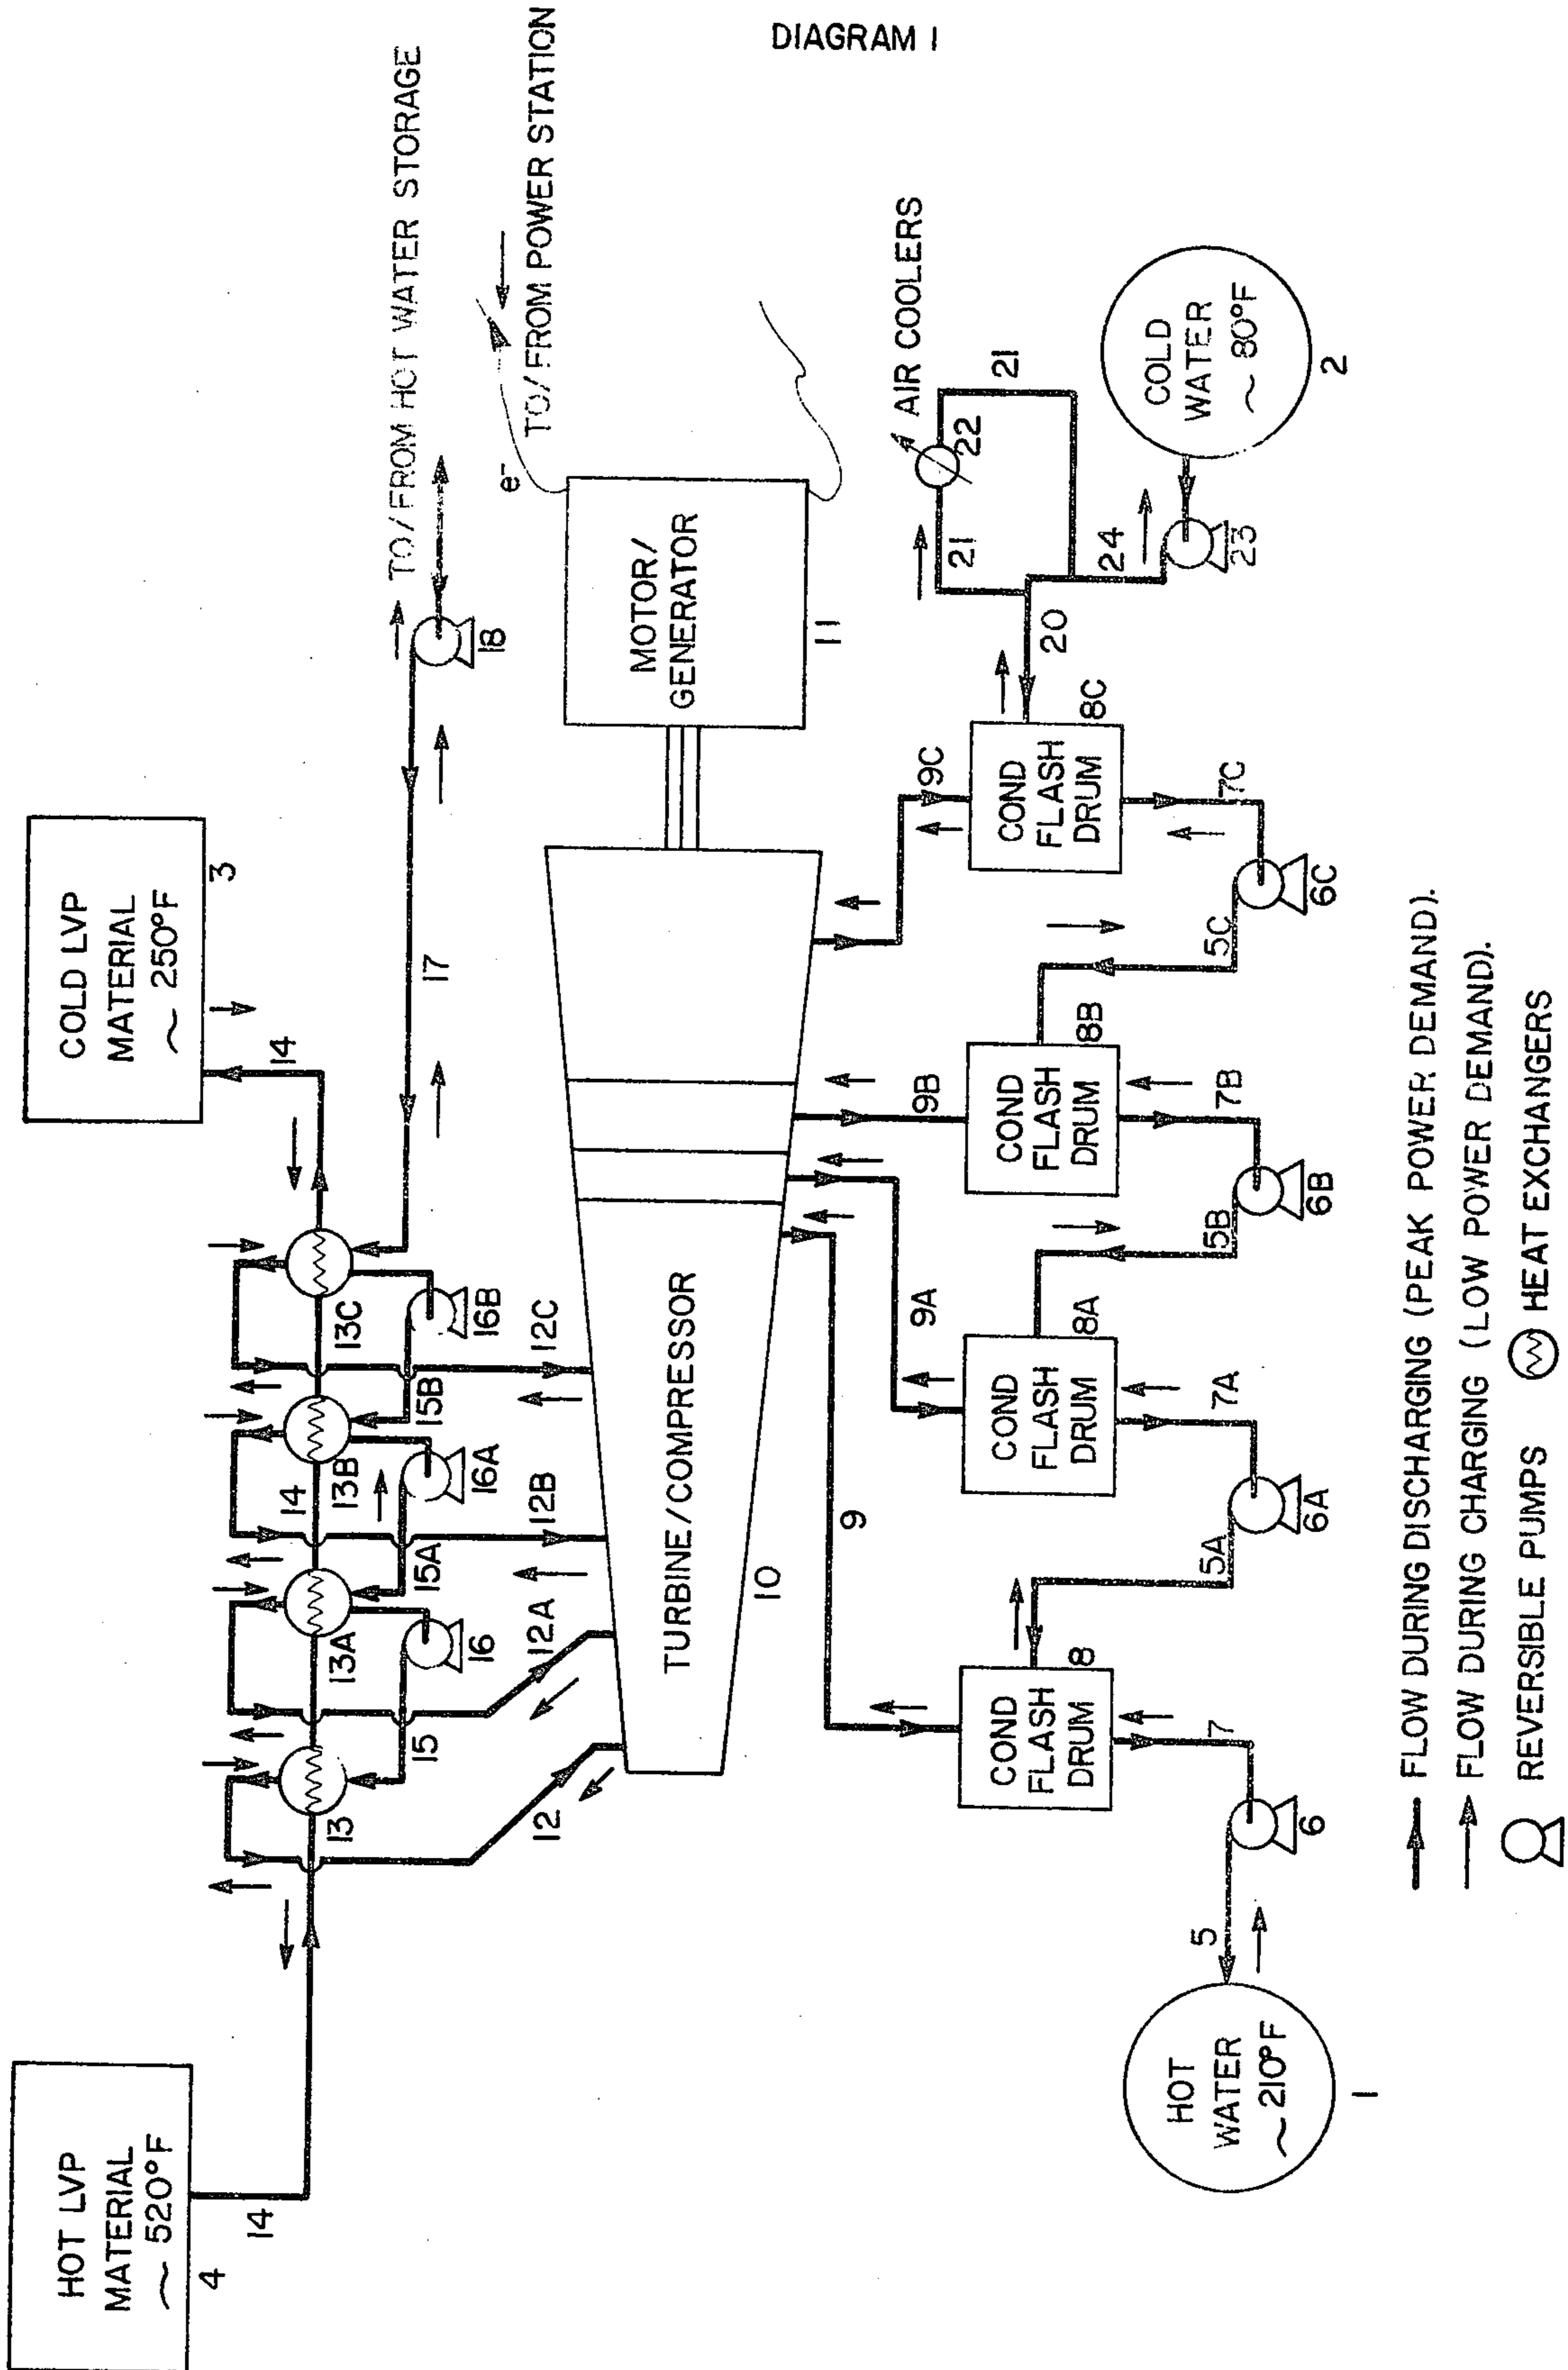 DIAGRAM 1
HOT LVP
MATERIAL
~ 520°F
4
14
COLD LVP
MATERIAL
~ 250°F
3
14
TO/FROM HOT WATER STORAGE
18
17
13
13A
14
13B
13C
15
16
15A
16A
15B
16B
12
12A
12B
12C
TURBINE/COMPRESSOR
10
MOTOR/
GENERATOR
11
e-
TO/FROM POWER STATION
9
9A
9B
9C
COND
FLASH
DRUM
8
COND
FLASH
DRUM
8A
COND
FLASH
DRUM
8B
COND
FLASH
DRUM
8C
20
21
22
21
AIR COOLERS
24
23
COLD
WATER
~ 80°F
2
HOT
WATER
~ 210°F
1
5
6
7
5A
6A
7A
5B
6B
7B
5C
6C
7C
FLOW DURING DISCHARGING (PEAK POWER DEMAND).
FLOW DURING CHARGING (LOW POWER DEMAND).
REVERSIBLE PUMPS
HEAT EXCHANGERS